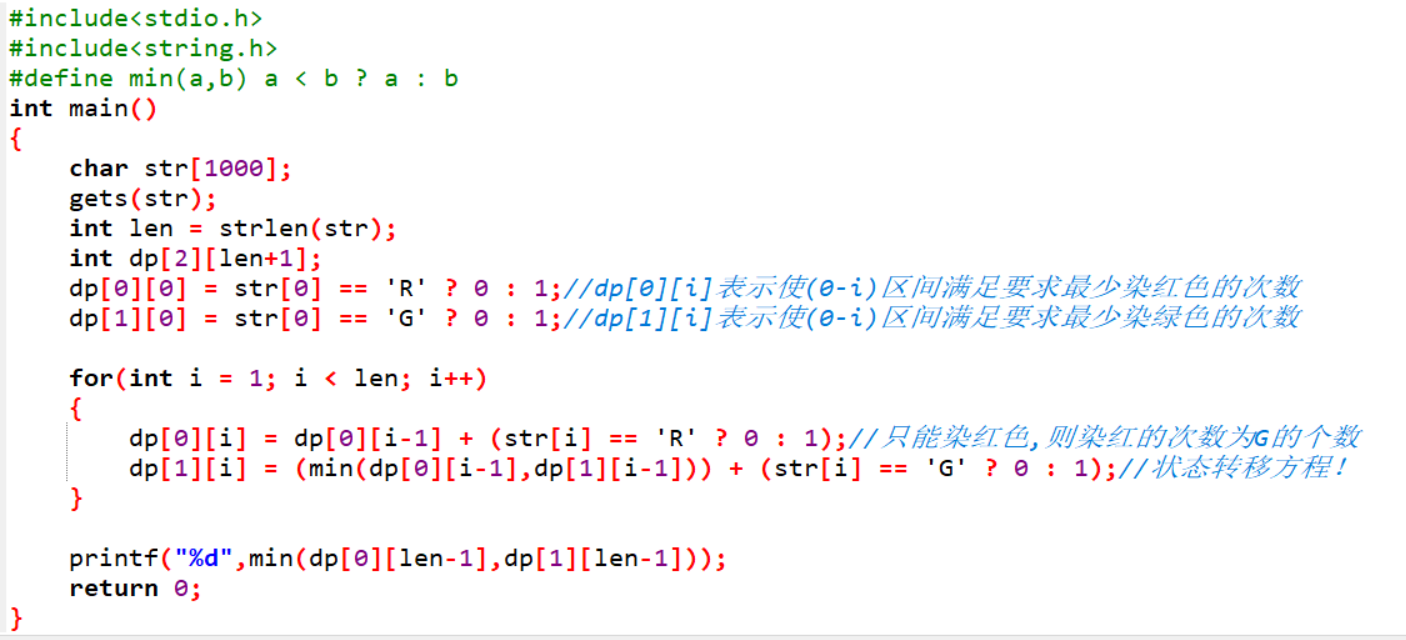 #include<stdio.h>
#include<string.h>
#define min(a,b) a < b ? a : b
int main()
{
    char str[1000];
    gets(str);
    int len = strlen(str);
    int dp[2][len+1];
    dp[0][0] = str[0] == 'R' ? 0 : 1;//dp[0][i]表示使(0-i)区间满足要求最少染红色的次数
    dp[1][0] = str[0] == 'G' ? 0 : 1;//dp[1][i]表示使(0-i)区间满足要求最少染绿色的次数

    for(int i = 1; i < len; i++)
    {
        dp[0][i] = dp[0][i-1] + (str[i] == 'R' ? 0 : 1);//只能染红色,则染红的次数为G的个数
        dp[1][i] = (min(dp[0][i-1],dp[1][i-1])) + (str[i] == 'G' ? 0 : 1);//状态转移方程!
    }

    printf("%d",min(dp[0][len-1],dp[1][len-1]));
    return 0;
}